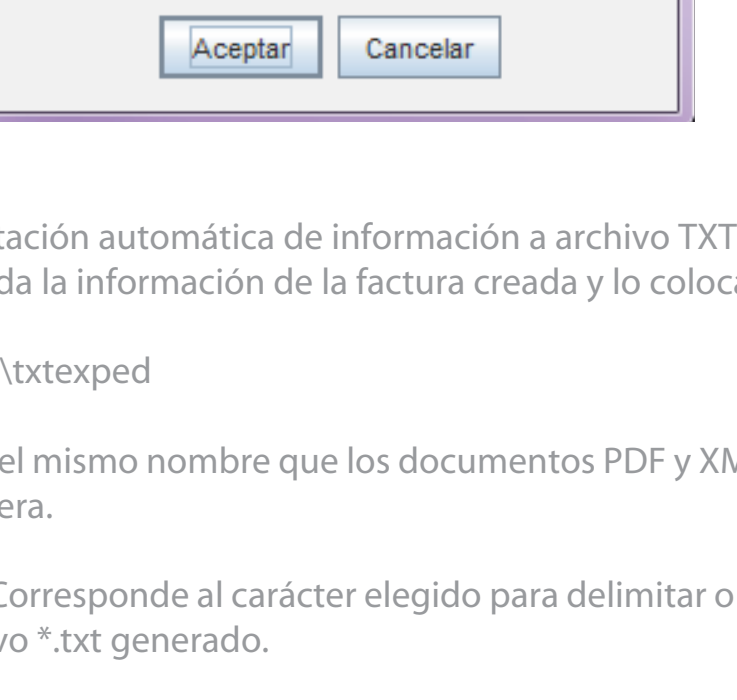 Aceptar Cancelar
tación automática de información a archivo TXT
da la información de la factura creada y lo coloca
\txtexped
el mismo nombre que los documentos PDF y XM
era.
Corresponde al carácter elegido para delimitar o
vo *.txt generado.